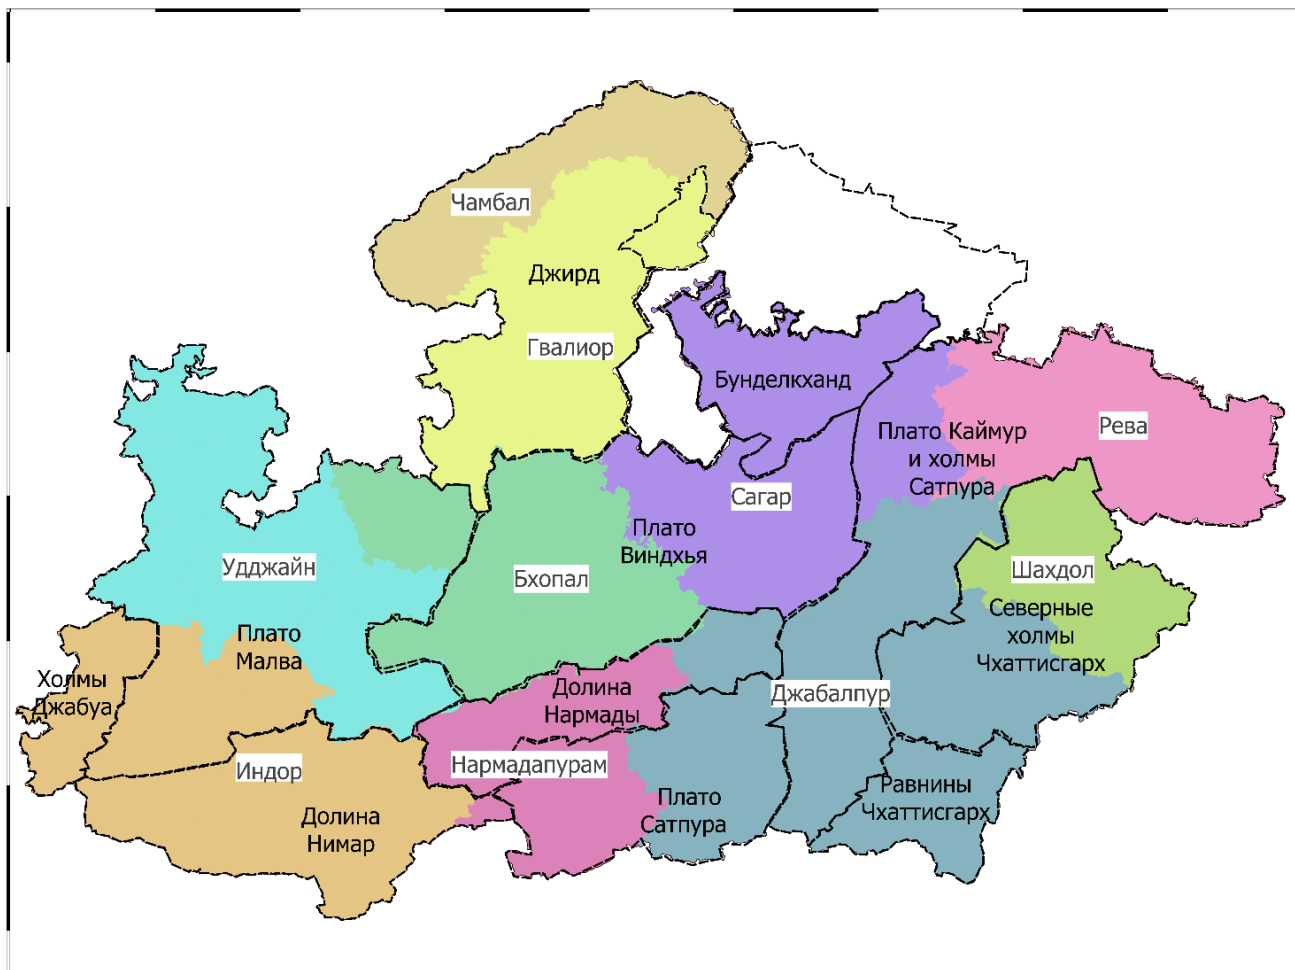 Чамбал
Джирд
Гвалиор
Бунделкханд
Рева
Плато Каймур
и холмы
Сатпура
Сагар
Плато
Виндхья
Удджайн
Бхопал
Шахдол
Северные
холмы
Чхаттисгарх
Плато
Малва
Холмы
Джабуа
Долина
Нармады
Джабалпур
Индор
Нармадапурам
Равнины
Чхаттисгарх
Плато
Сатпура
Долина
Нимар